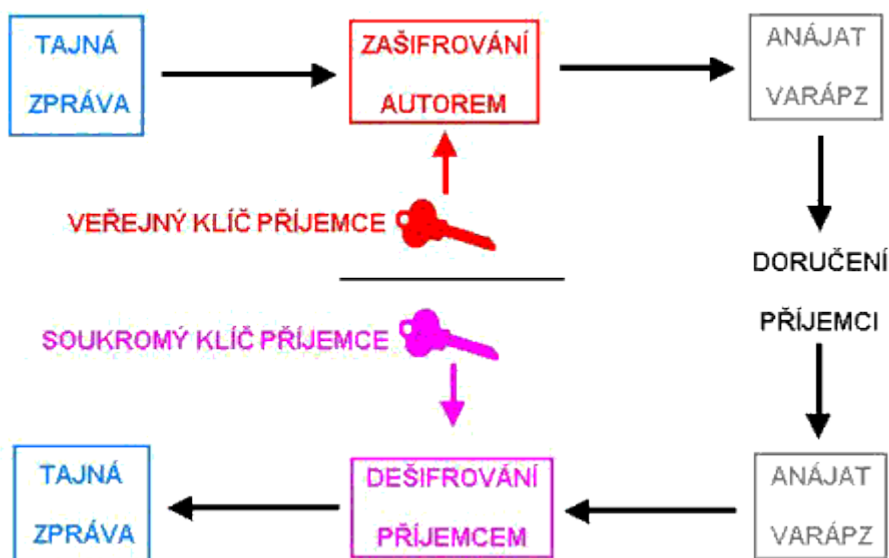 TAJNÁ
ZPRÁVA
ZAŠIFROVÁNÍ
AUTOREM
ANÁJAT
VARÁPZ
VEŘEJNÝ KLÍČ PŘÍJEMCE
DORUČENÍ
PŘÍJEMCI
SOUKROMÝ KLÍČ PŘÍJEMCE
TAJNÁ
ZPRÁVA
DEŠIFROVÁNÍ
PŘÍJEMCEM
ANÁJAT
VARÁPZ